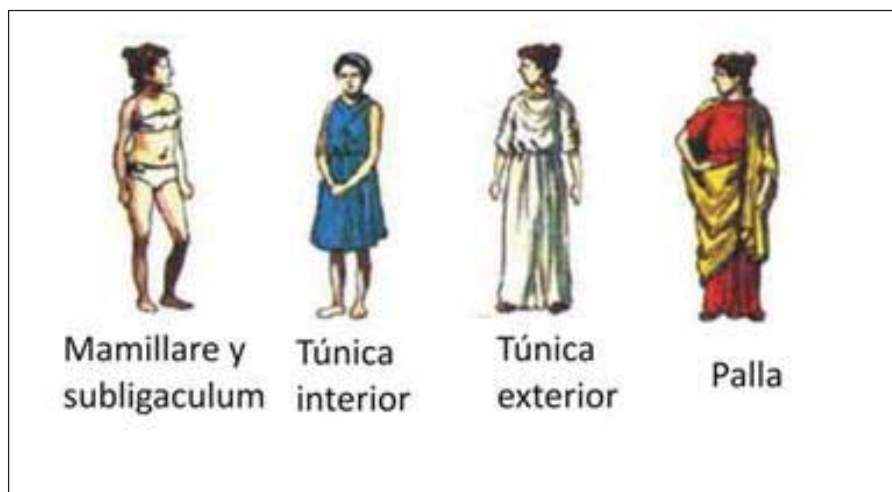 Mamillare y
subligaculum
Túnica
interior
Túnica
exterior
Palla